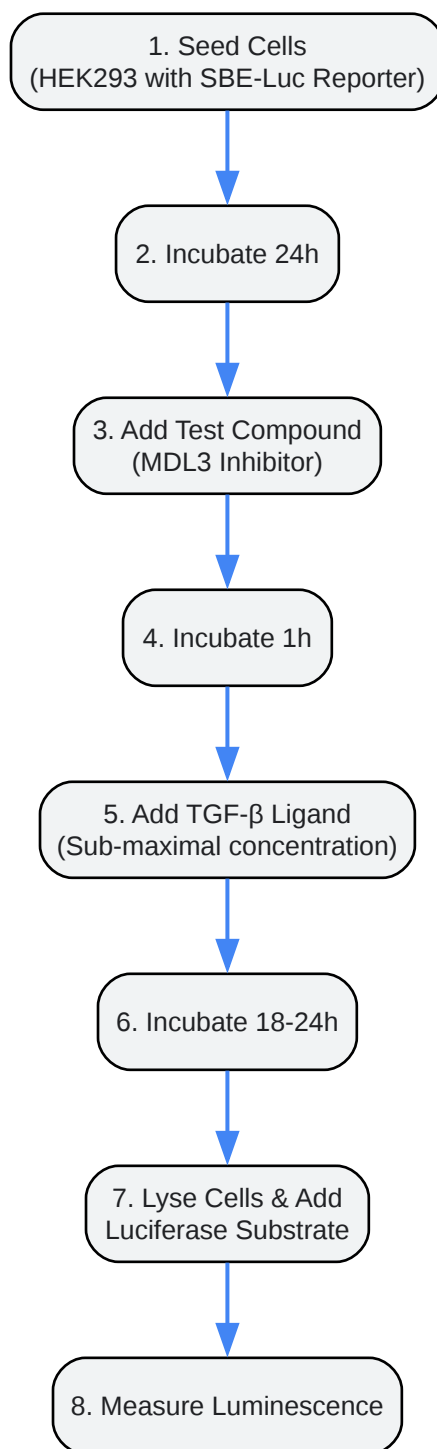 1. Seed Cells
(HEK293 with SBE-Luc Reporter)
2. Incubate 24h
3. Add Test Compound
(MDL3 Inhibitor)
4. Incubate 1h
5. Add TGF-β Ligand
(Sub-maximal concentration)
6. Incubate 18-24h
7. Lyse Cells & Add
Luciferase Substrate
8. Measure Luminescence